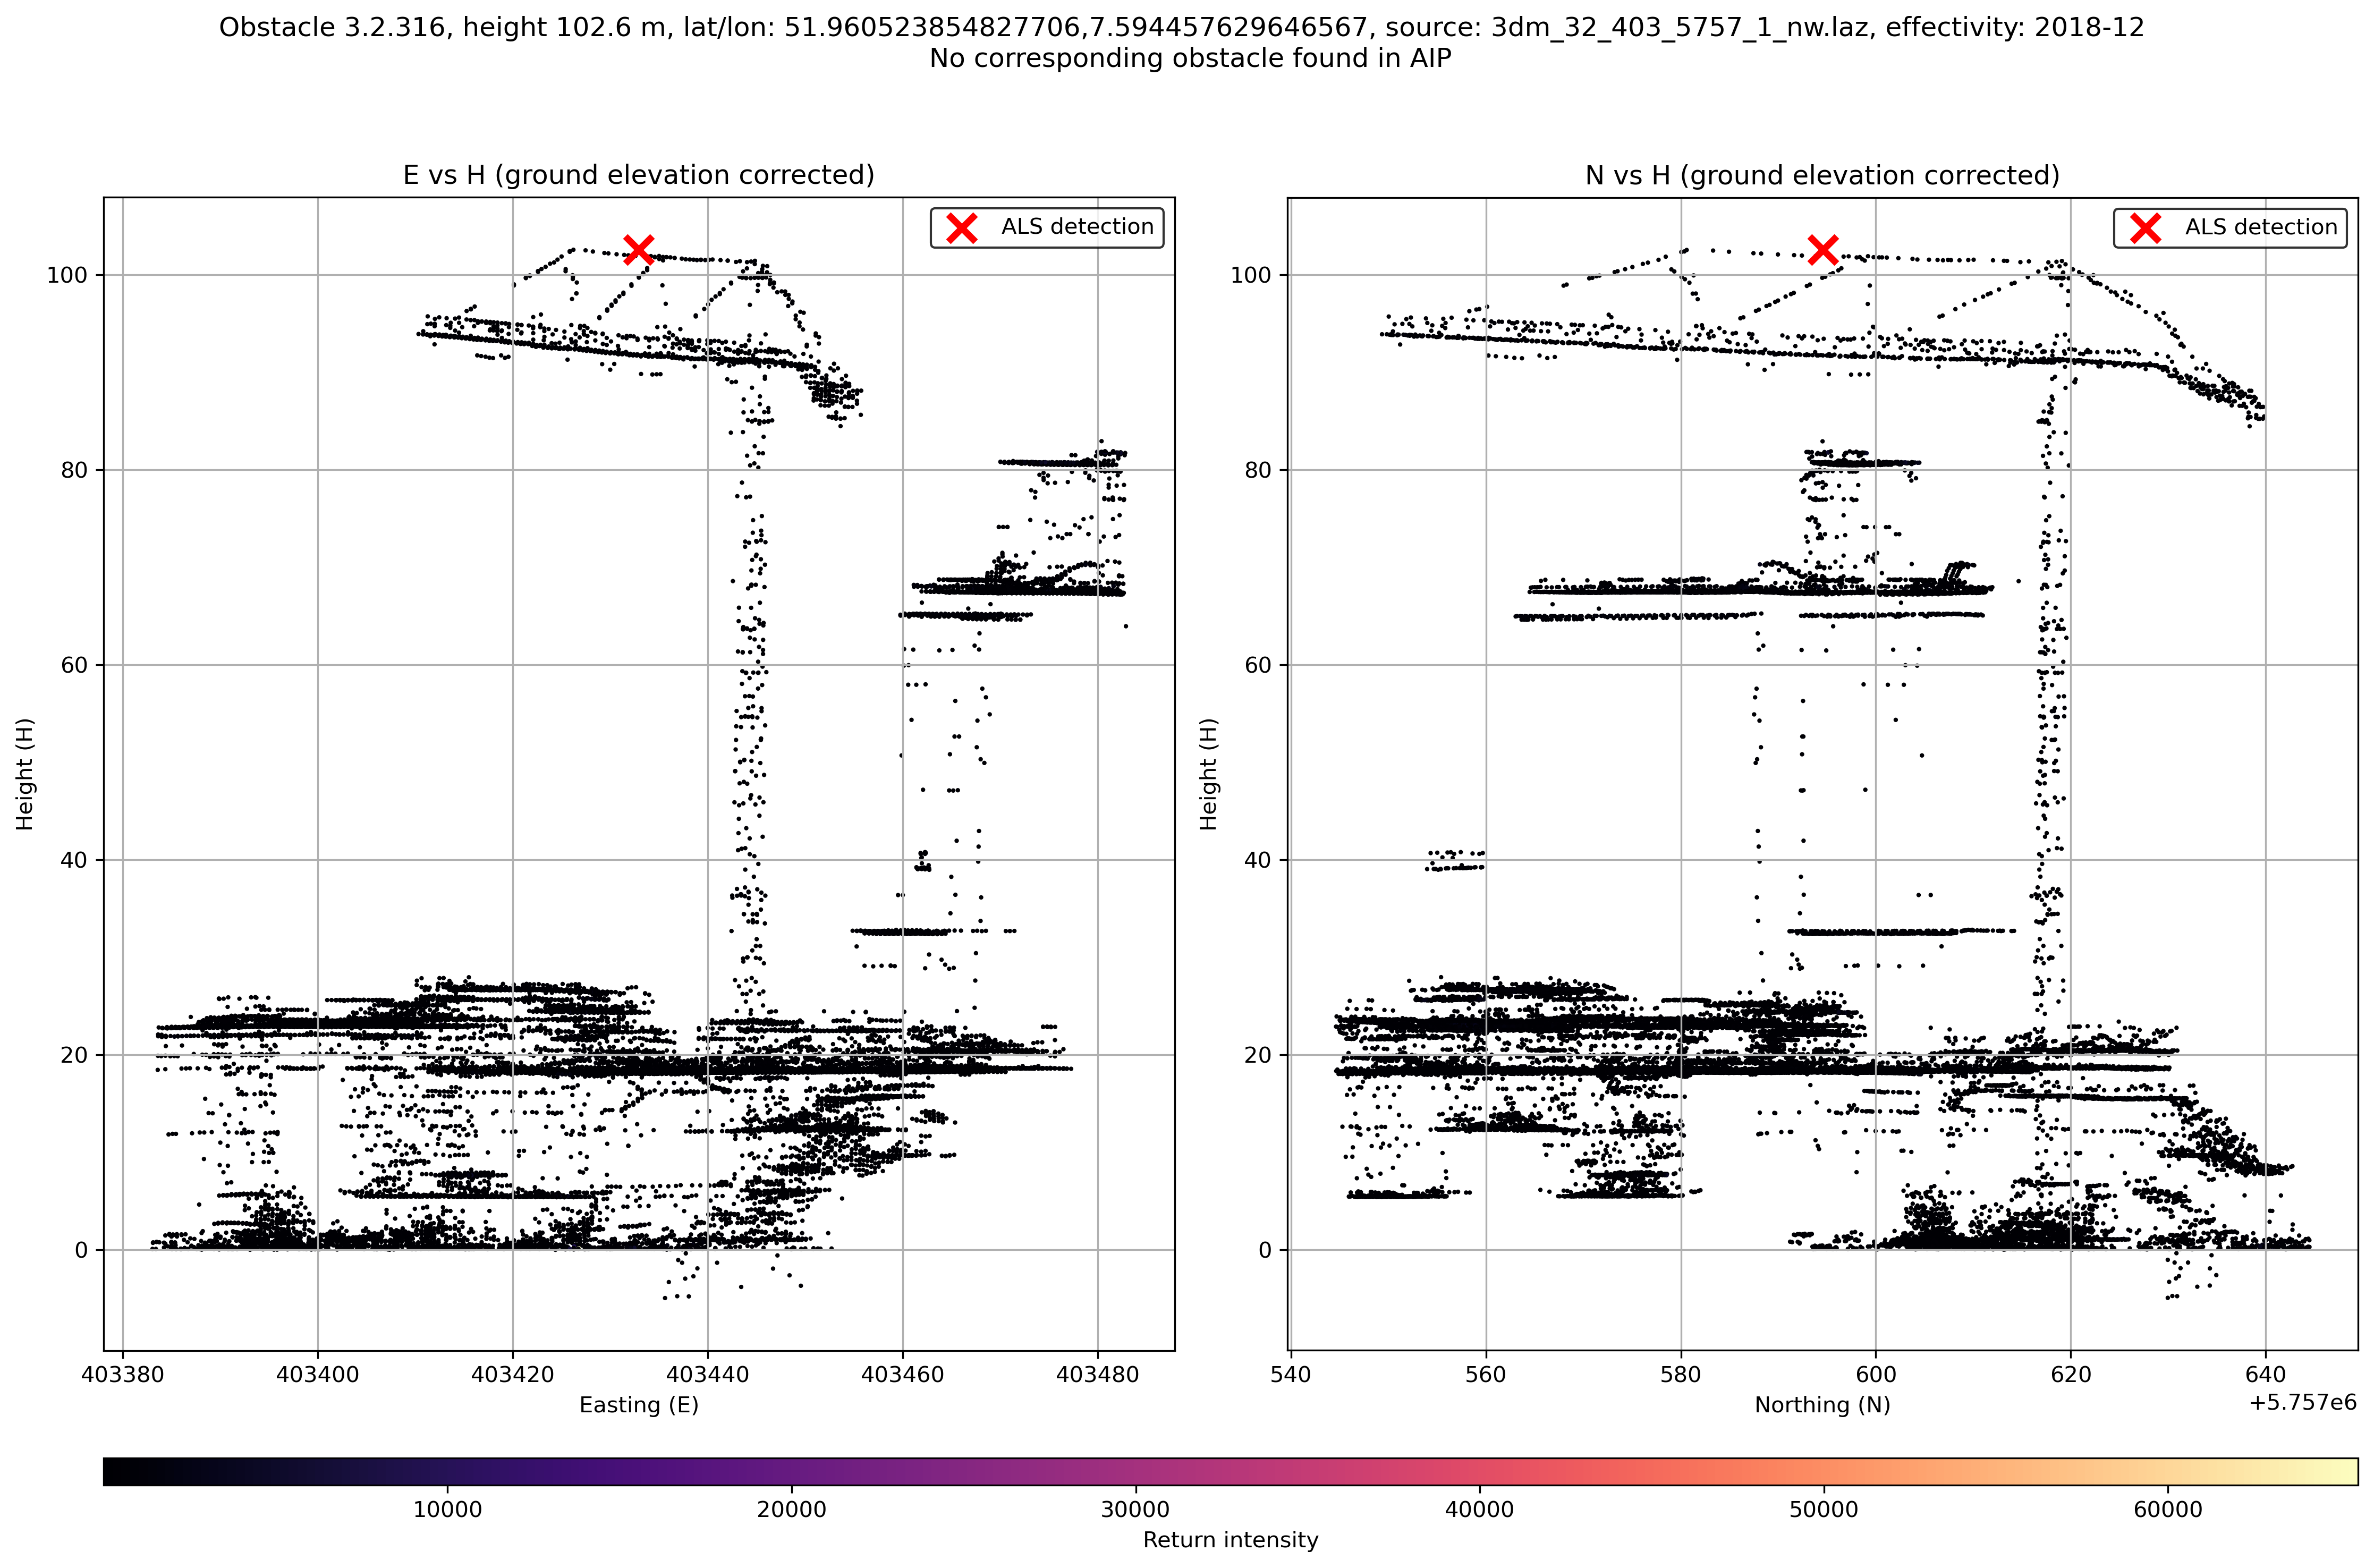 Obstacle 3.2.316, height 102.6 m, lat/lon: 51.960523854827706,7.594457629646567, source: 3dm_32_403_5757_1_nw.laz, effectivity: 2018-12
No corresponding obstacle found in AIP
E vs H (ground elevation corrected)
ALS detection
100
80
60
40
20
0
Height (H)
403380 403400 403420 403440 403460 403480
Easting (E)
N vs H (ground elevation corrected)
ALS detection
100
80
60
40
20
0
Height (H)
540 560 580 600 620 640
+5.757e6
Northing (N)
10000 20000 30000 40000 50000 60000
Return intensity